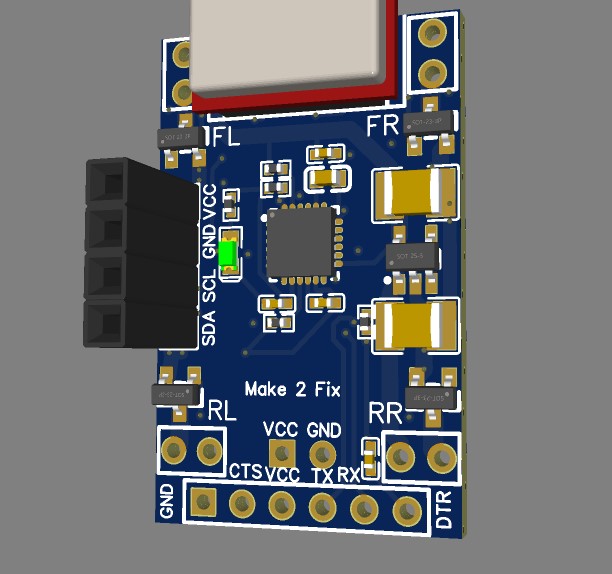 FL
FR
VCC
GND
SCL
SDA
Make 2 Fix
RL
RR
VCC GND
CTS VCC TX RX
GND
DTR